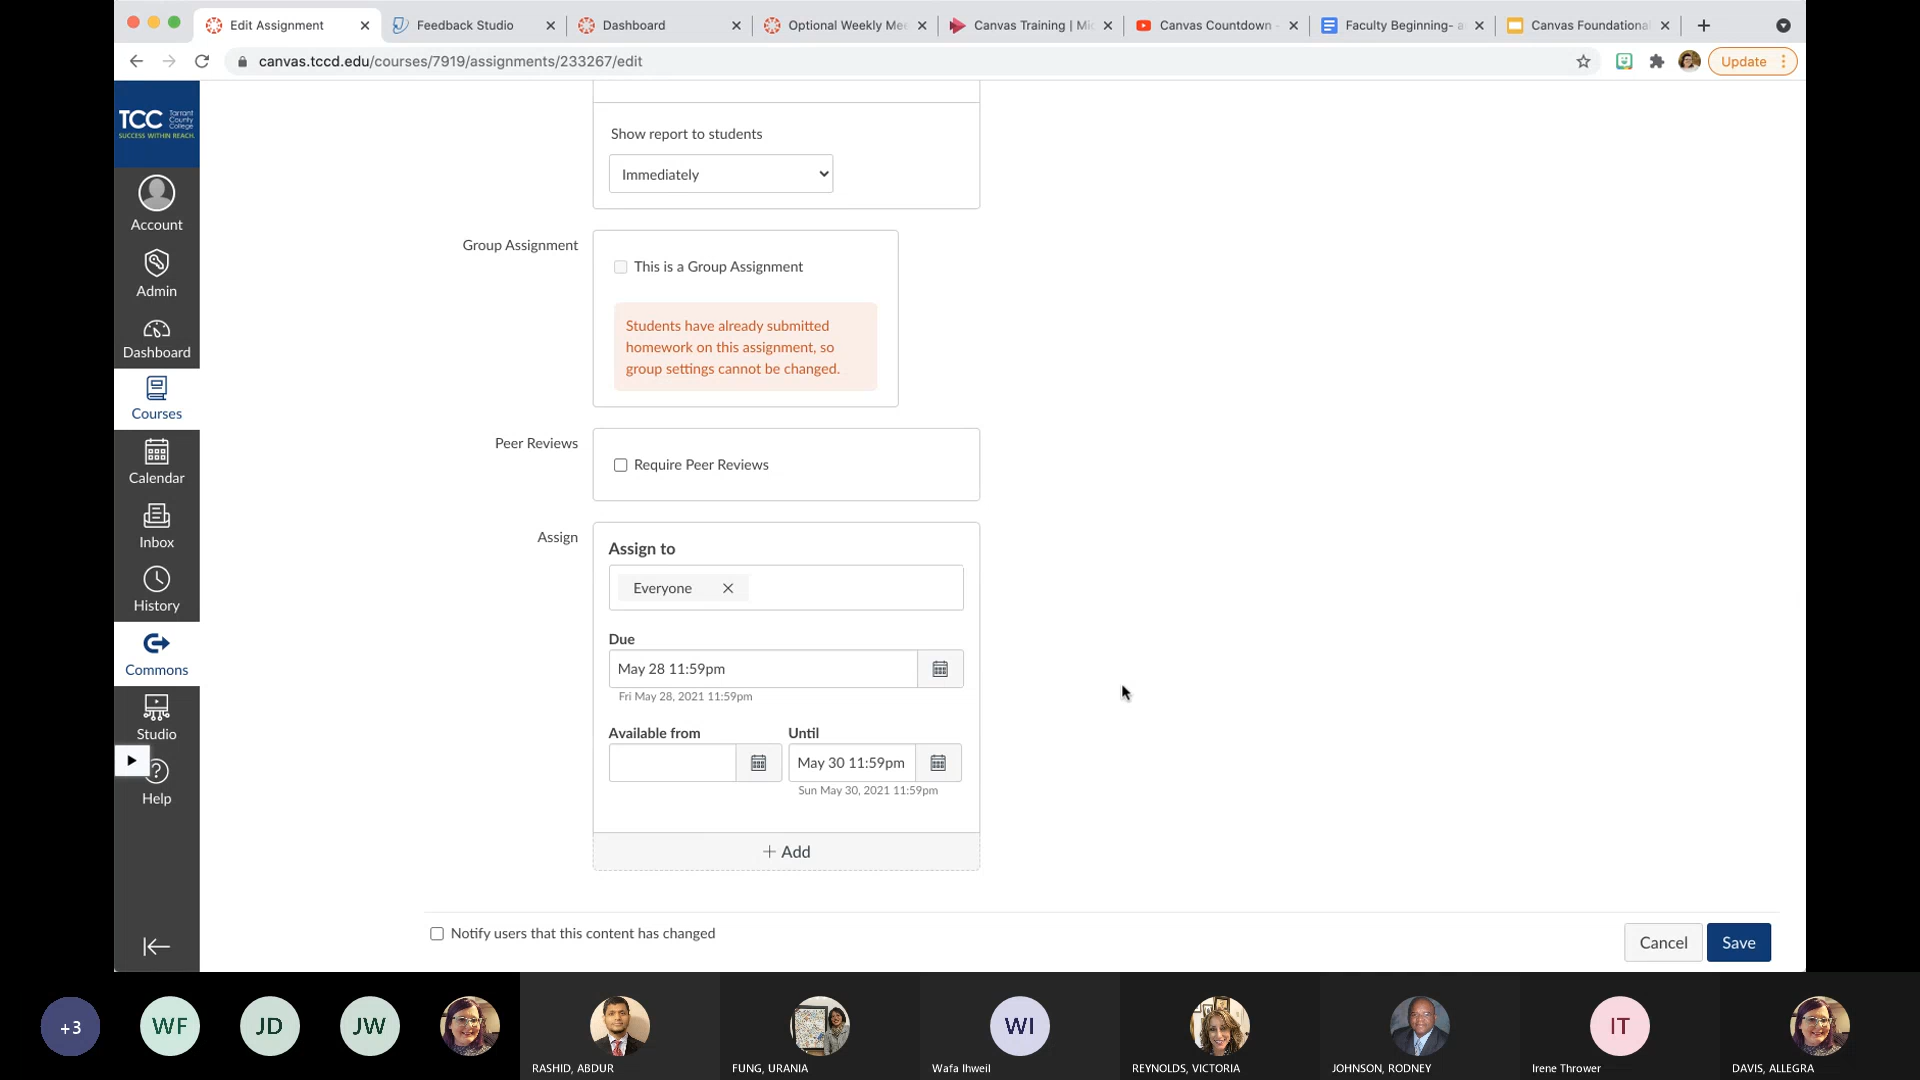 Edit Assignment
Feedback Studio
Dashboard
Optional Weekly Me
Canvas Training | Mi
Canvas Countdown -
Faculty Beginning- a
Canvas Foundational
canvas.tccd.edu/courses/7919/assignments/233267/edit
Update
TCC Tarrant County College
SUCCESS WITHIN REACH.
Account
Admin
Dashboard
Courses
Calendar
Inbox
History
Commons
Studio
Help
Show report to students
Immediately
Group Assignment
This is a Group Assignment
Students have already submitted
homework on this assignment, so
group settings cannot be changed.
Peer Reviews
Require Peer Reviews
Assign
Assign to
Everyone
Due
May 28 11:59pm
Fri May 28, 2021 11:59pm
Available from
Until
May 30 11:59pm
Sun May 30, 2021 11:59pm
+ Add
Notify users that this content has changed
Cancel
Save
+3
WF
JD
JW
RASHID, ABDUR
FUNG, URANIA
WI
Wafa Ihweil
REYNOLDS, VICTORIA
JOHNSON, RODNEY
IT
Irene Thrower
DAVIS, ALLEGRA